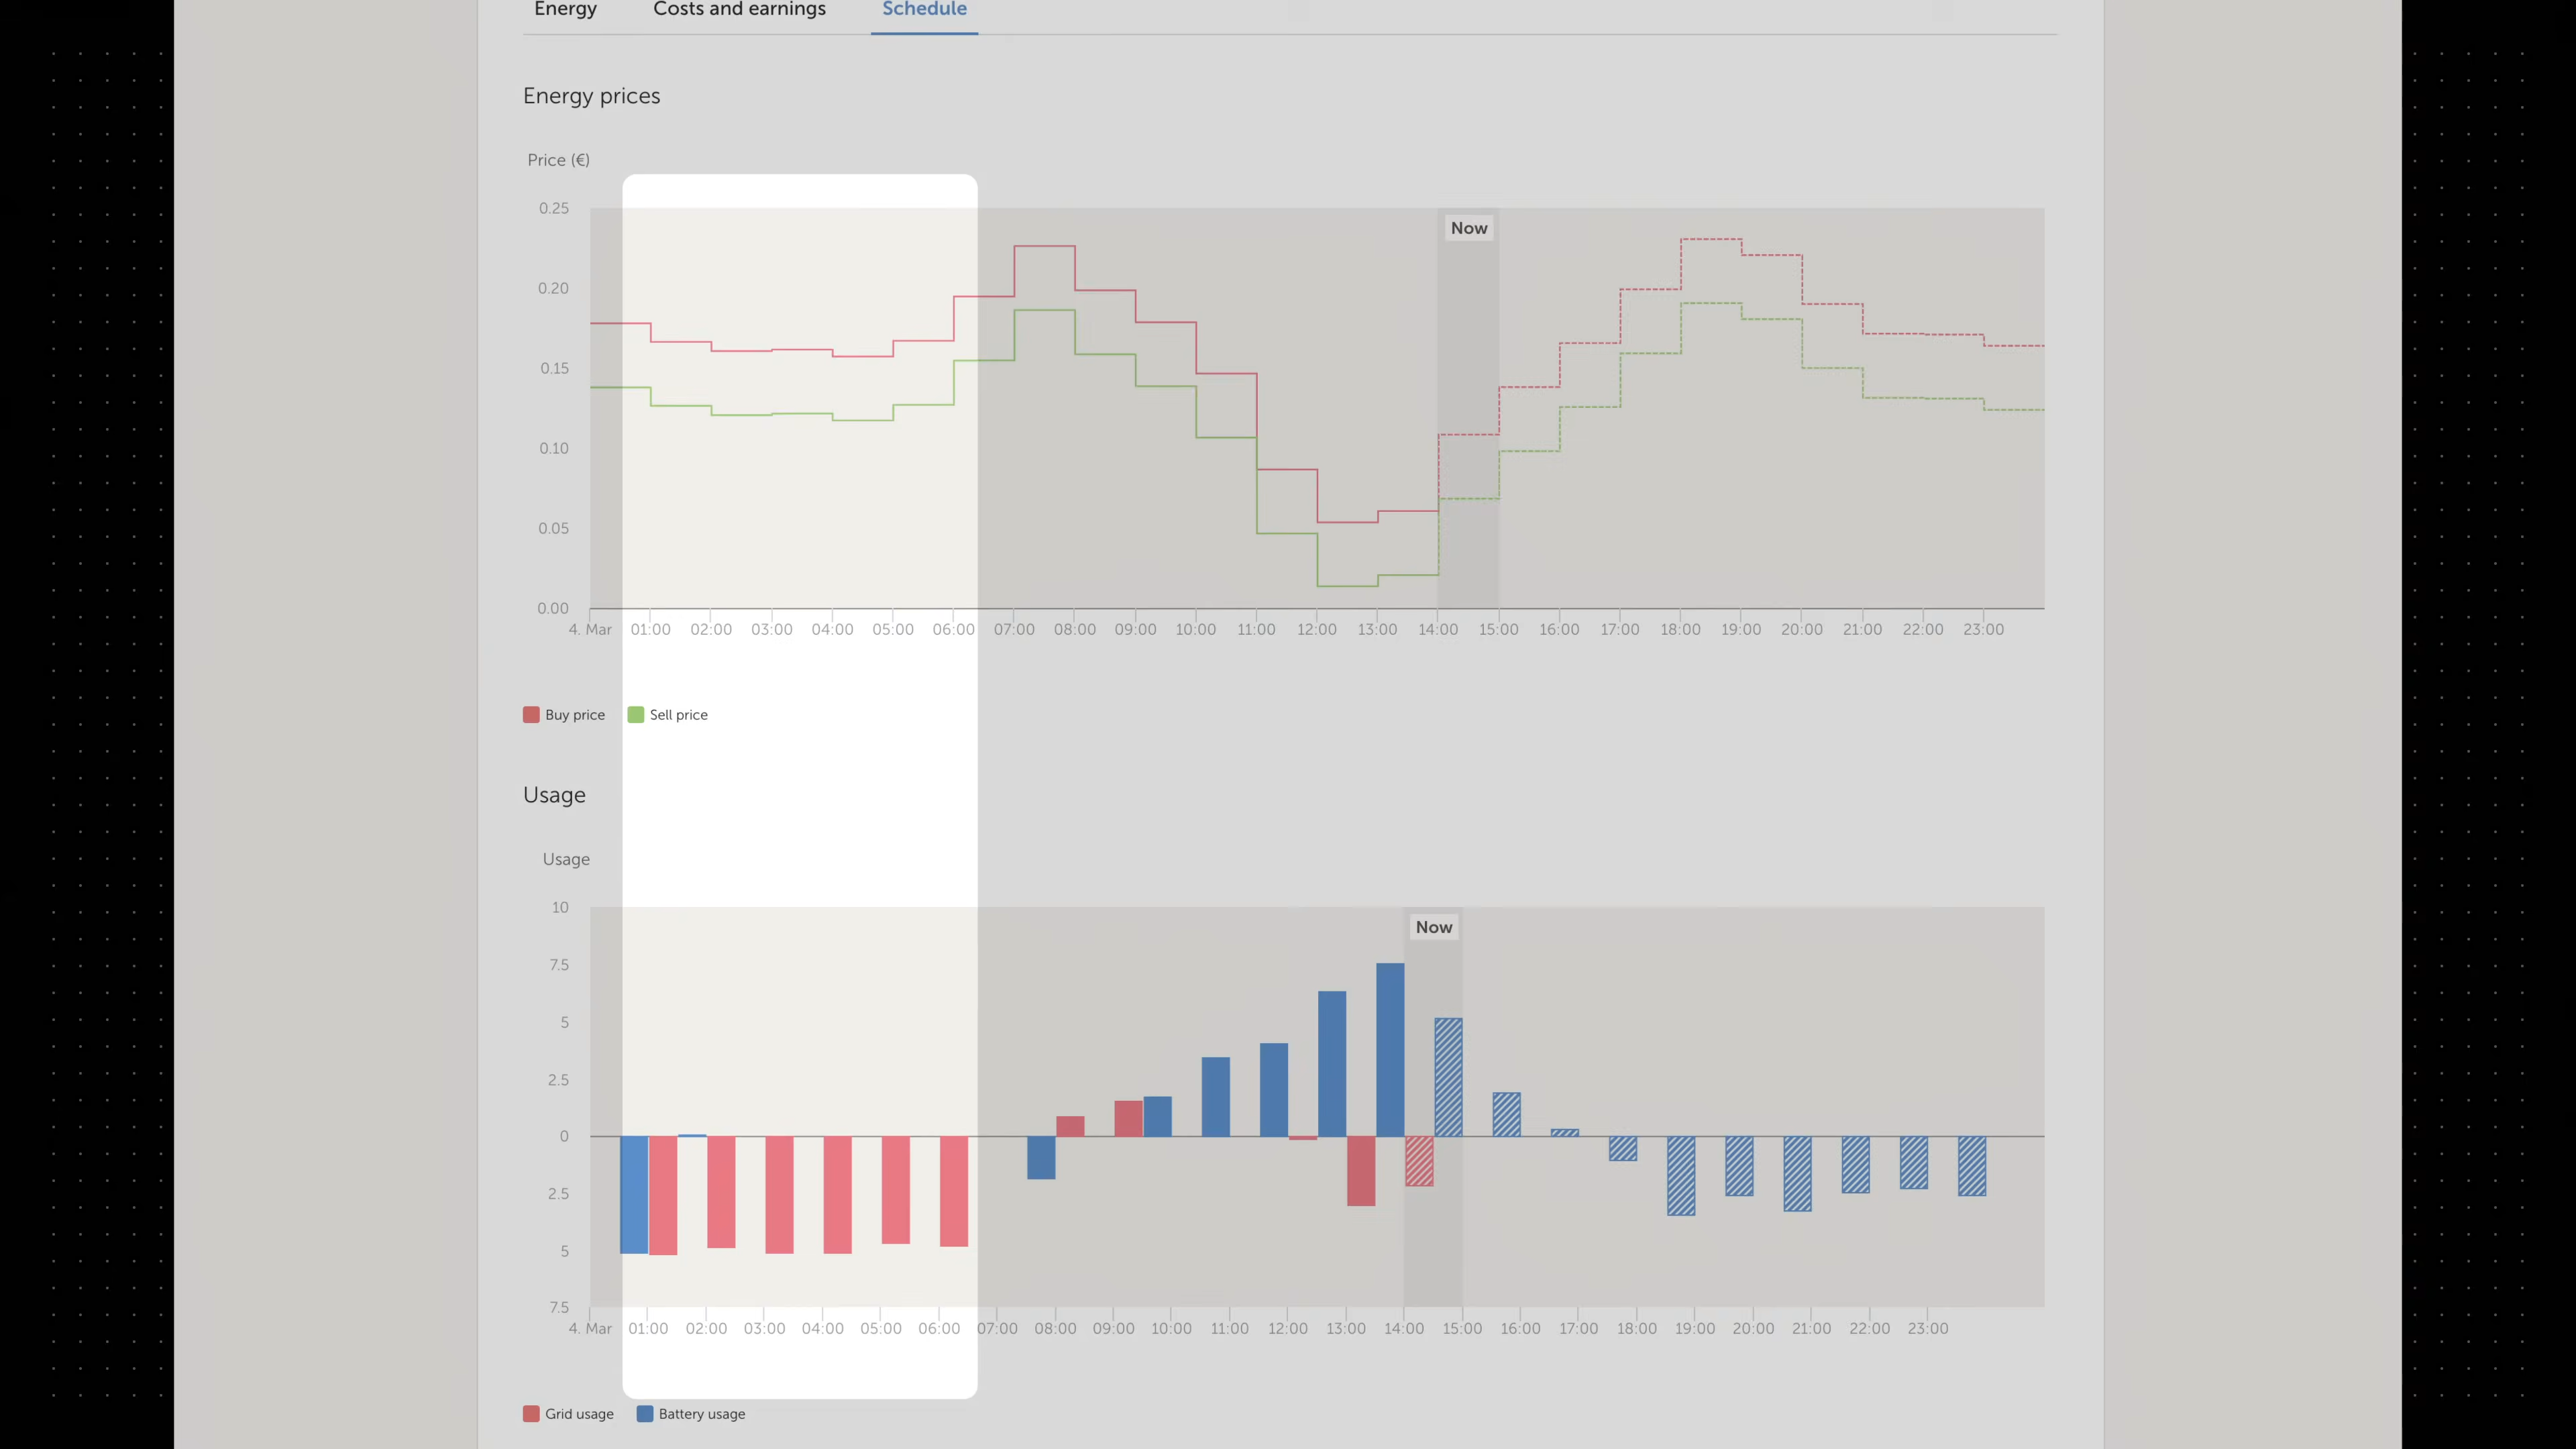 Energy Costs and earnings Schedule
Energy prices
Price (€)
0.25
Now
0.20
0.15
0.10
0.05
0.00
4. Mar 01:00 02:00 03:00 04:00 05:00 06:00 07:00 08:00 09:00 10:00 11:00 12:00 13:00 14:00 15:00 16:00 17:00 18:00 19:00 20:00 21:00 22:00 23:00
Buy price Sell price
Usage
Usage
10
Now
7.5
5
2.5
0
2.5
5
7.5
4. Mar 01:00 02:00 03:00 04:00 05:00 06:00 07:00 08:00 09:00 10:00 11:00 12:00 13:00 14:00 15:00 16:00 17:00 18:00 19:00 20:00 21:00 22:00 23:00
Grid usage Battery usage